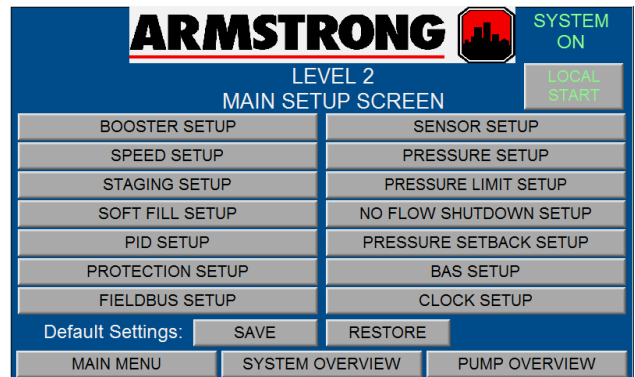 ARMSTRONG
SYSTEM
ON
LEVEL 2
MAIN SETUP SCREEN
LOCAL
START
BOOSTER SETUP
SENSOR SETUP
SPEED SETUP
PRESSURE SETUP
STAGING SETUP
PRESSURE LIMIT SETUP
SOFT FILL SETUP
NO FLOW SHUTDOWN SETUP
PID SETUP
PRESSURE SETBACK SETUP
PROTECTION SETUP
BAS SETUP
FIELDBUS SETUP
CLOCK SETUP
Default Settings: SAVE RESTORE
MAIN MENU SYSTEM OVERVIEW PUMP OVERVIEW